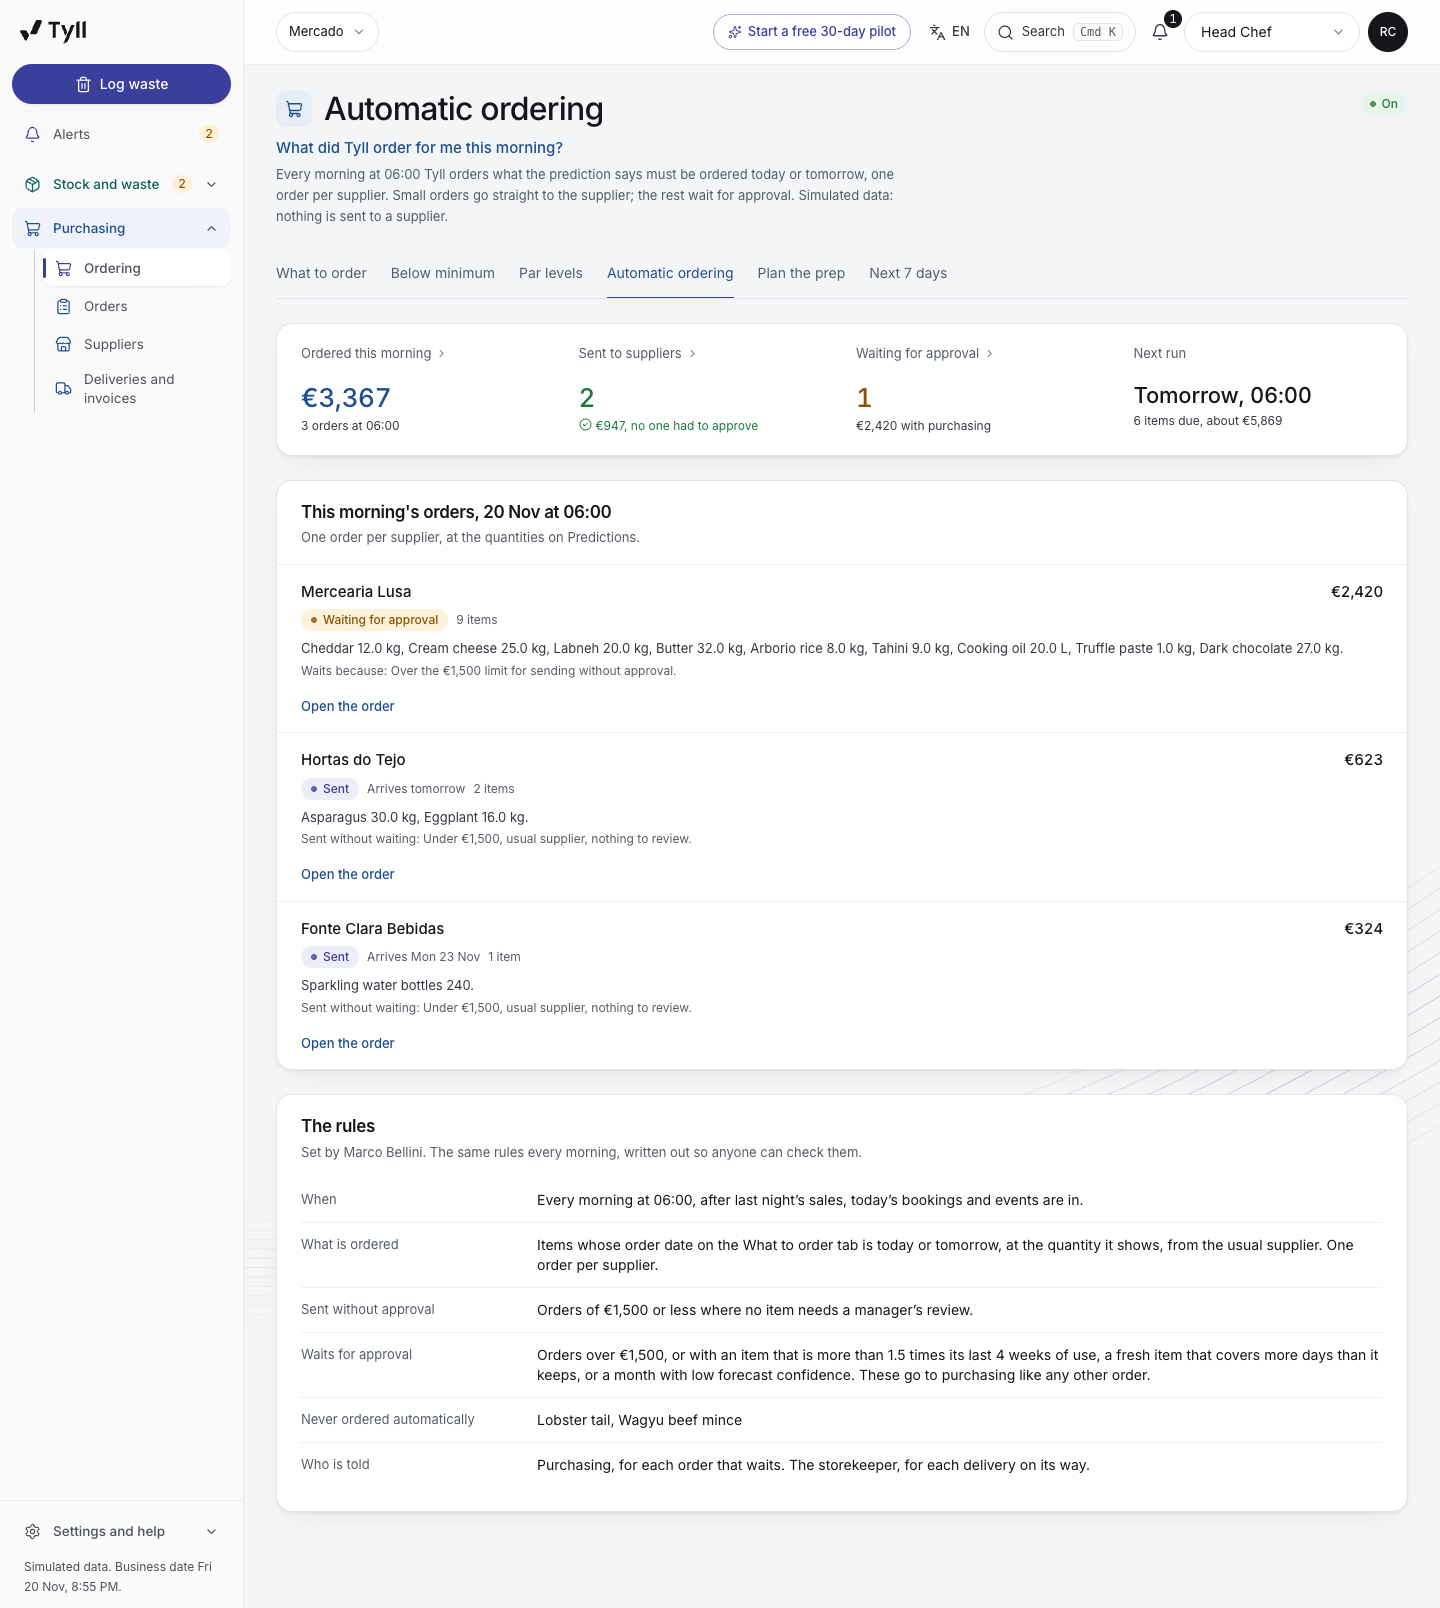 Tyll
Mercado
Start a free 30-day pilot
EN
Search
Cmd K
1
Head Chef
RC
Log waste
Alerts
2
Stock and waste
2
Purchasing
Ordering
Orders
Suppliers
Deliveries and
invoices
Automatic ordering
On
What did Tyll order for me this morning?
Every morning at 06:00 Tyll orders what the prediction says must be ordered today or tomorrow, one
order per supplier. Small orders go straight to the supplier; the rest wait for approval. Simulated data:
nothing is sent to a supplier.
What to order
Below minimum
Par levels
Automatic ordering
Plan the prep
Next 7 days
Ordered this morning
€3,367
3 orders at 06:00
Sent to suppliers
2
€947, no one had to approve
Waiting for approval
1
€2,420 with purchasing
Next run
Tomorrow, 06:00
6 items due, about €5,869
This morning's orders, 20 Nov at 06:00
One order per supplier, at the quantities on Predictions.
Mercearia Lusa
€2,420
Waiting for approval
9 items
Cheddar 12.0 kg, Cream cheese 25.0 kg, Labneh 20.0 kg, Butter 32.0 kg, Arborio rice 8.0 kg, Tahini 9.0 kg, Cooking oil 20.0 L, Truffle paste 1.0 kg, Dark chocolate 27.0 kg.
Waits because: Over the €1,500 limit for sending without approval.
Open the order
Hortas do Tejo
€623
Sent
Arrives tomorrow
2 items
Asparagus 30.0 kg, Eggplant 16.0 kg.
Sent without waiting: Under €1,500, usual supplier, nothing to review.
Open the order
Fonte Clara Bebidas
€324
Sent
Arrives Mon 23 Nov
1 item
Sparkling water bottles 240.
Sent without waiting: Under €1,500, usual supplier, nothing to review.
Open the order
The rules
Set by Marco Bellini. The same rules every morning, written out so anyone can check them.
When
Every morning at 06:00, after last night’s sales, today’s bookings and events are in.
What is ordered
Items whose order date on the What to order tab is today or tomorrow, at the quantity it shows, from the usual supplier. One
order per supplier.
Sent without approval
Orders of €1,500 or less where no item needs a manager’s review.
Waits for approval
Orders over €1,500, or with an item that is more than 1.5 times its last 4 weeks of use, a fresh item that covers more days than it
keeps, or a month with low forecast confidence. These go to purchasing like any other order.
Never ordered automatically
Lobster tail, Wagyu beef mince
Who is told
Purchasing, for each order that waits. The storekeeper, for each delivery on its way.
Settings and help
Simulated data. Business date Fri
20 Nov, 8:55 PM.